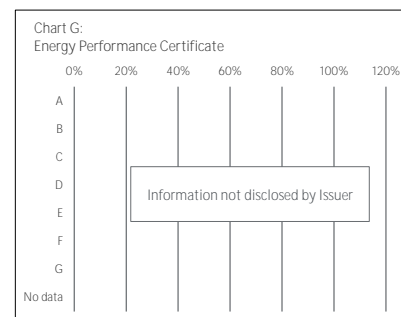 Chart G:
Energy Performance Certificate
0% 20% 40% 60% 80% 100% 120%
A
B
C
D
Information not disclosed by Issuer
E
F
G
No data